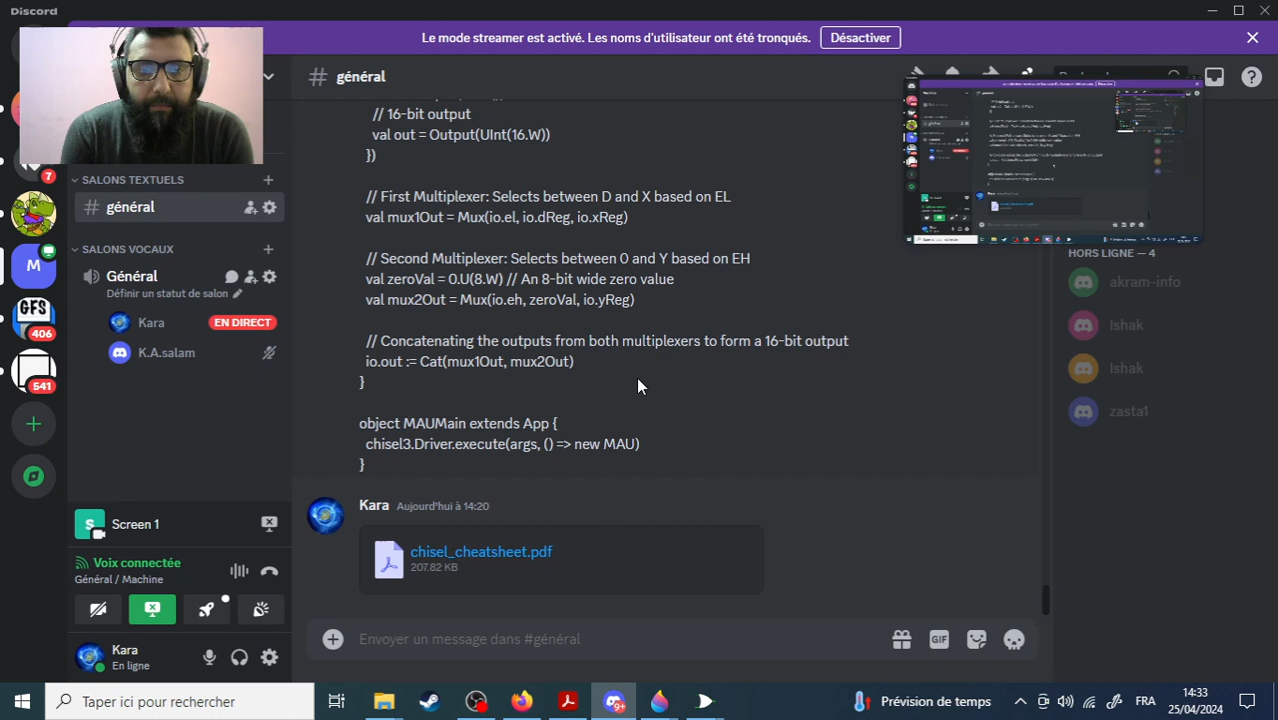 Discord
Le mode streamer est activé. Les noms d'utilisateur ont été tronqués.
Désactiver
# général
// 16-bit output
val out = Output(UInt(16.W))
})
// First Multiplexer: Selects between D and X based on EL
val mux1Out = Mux(io.el, io.dReg, io.xReg)
// Second Multiplexer: Selects between 0 and Y based on EH
val zeroVal = 0.U(8.W) // An 8-bit wide zero value
val mux2Out = Mux(io.eh, zeroVal, io.yReg)
// Concatenating the outputs from both multiplexers to form a 16-bit output
io.out := Cat(mux1Out, mux2Out)
}
object MAUMain extends App {
chisel3.Driver.execute(args, () => new MAU)
}
Kara Aujourd'hui à 14:20
chisel_cheatsheet.pdf
207.82 KB
Envoyer un message dans #général
GIF
7
M
GFS
406
541
SALONS TEXTUELS
# général
SALONS VOCAUX
Général
Définir un statut de salon
Kara EN DIRECT
K.A.salam
S
Screen 1
Voix connectée
Général / Machine
Kara
En ligne
HORS LIGNE — 4
akram-info
Ishak
Ishak
zasta1
Taper ici pour rechercher
9+
Prévision de temps
FRA
14:33
25/04/2024